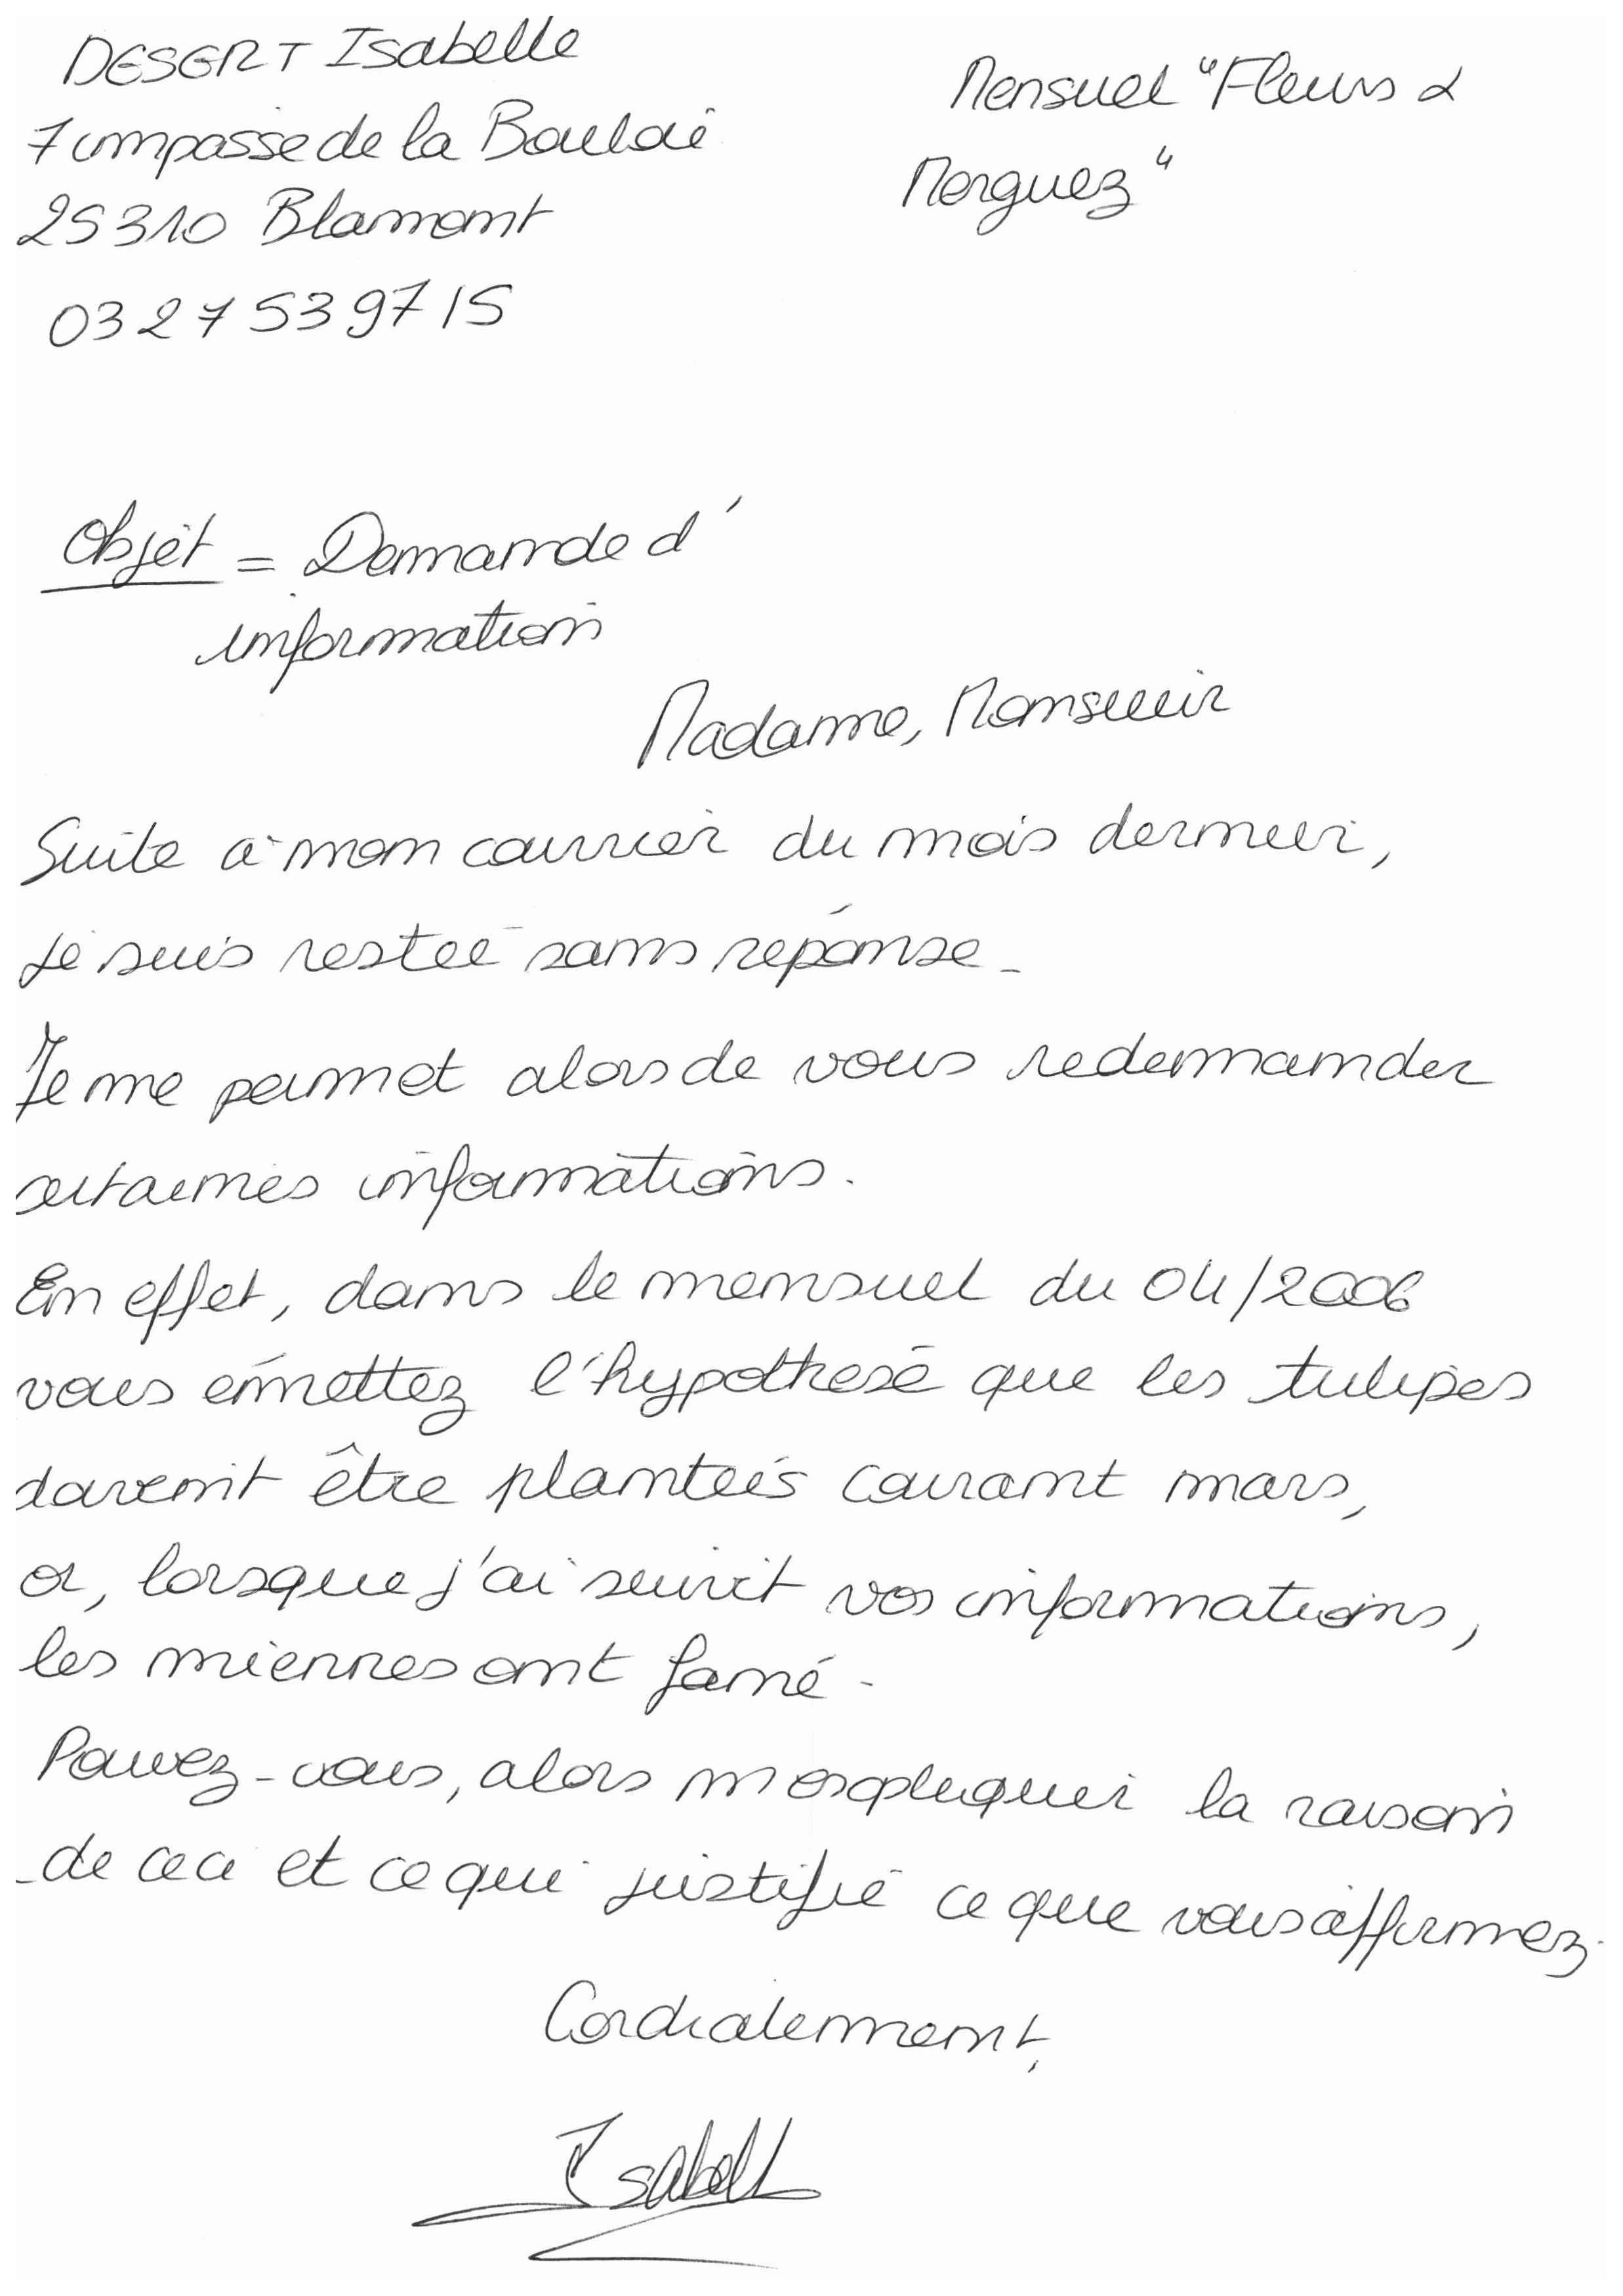 DESERT Isabelle
7 impasse de la Boulaie
25310 Blamont
03 27 53 97 15
Mensuel "Fleurs &
Merguez"
Objet = Demande d'
information
Madame, Monsieur
Suite à mon courrier du mois dernier,
je suis restée sans réponse.
Je me permet alors de vous redemander
certaines informations.
En effet, dans le mensuel du 04/2006
vous émettez l'hypothèse que les tulipes
doivent être plantées courant mars,
or, lorsque j'ai suivit vos informations,
les miennes ont fané.
Pouvez-vous, alors m'expliquer la raison
de ceci et ce qui justifie ce que vous affirmez.
Cordialement,
Isabell